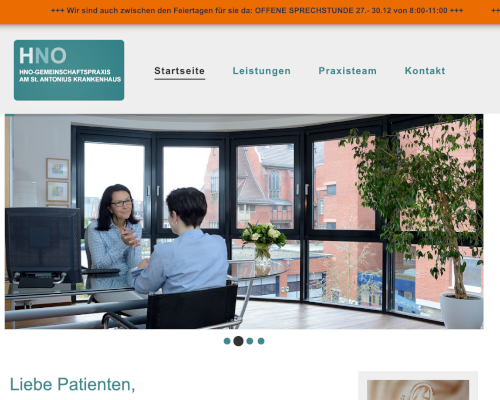 +++ Wir sind auch zwischen den Feiertagen für sie da: OFFENE SPRECHSTUNDE 27.- 30.12 von 8:00-11:00 +++ ++
HNO
HNO-GEMEINSCHAFTSPRAXIS
AM St. ANTONIUS KRANKENHAUS
Startseite Leistungen Praxisteam Kontakt
Liebe Patienten,